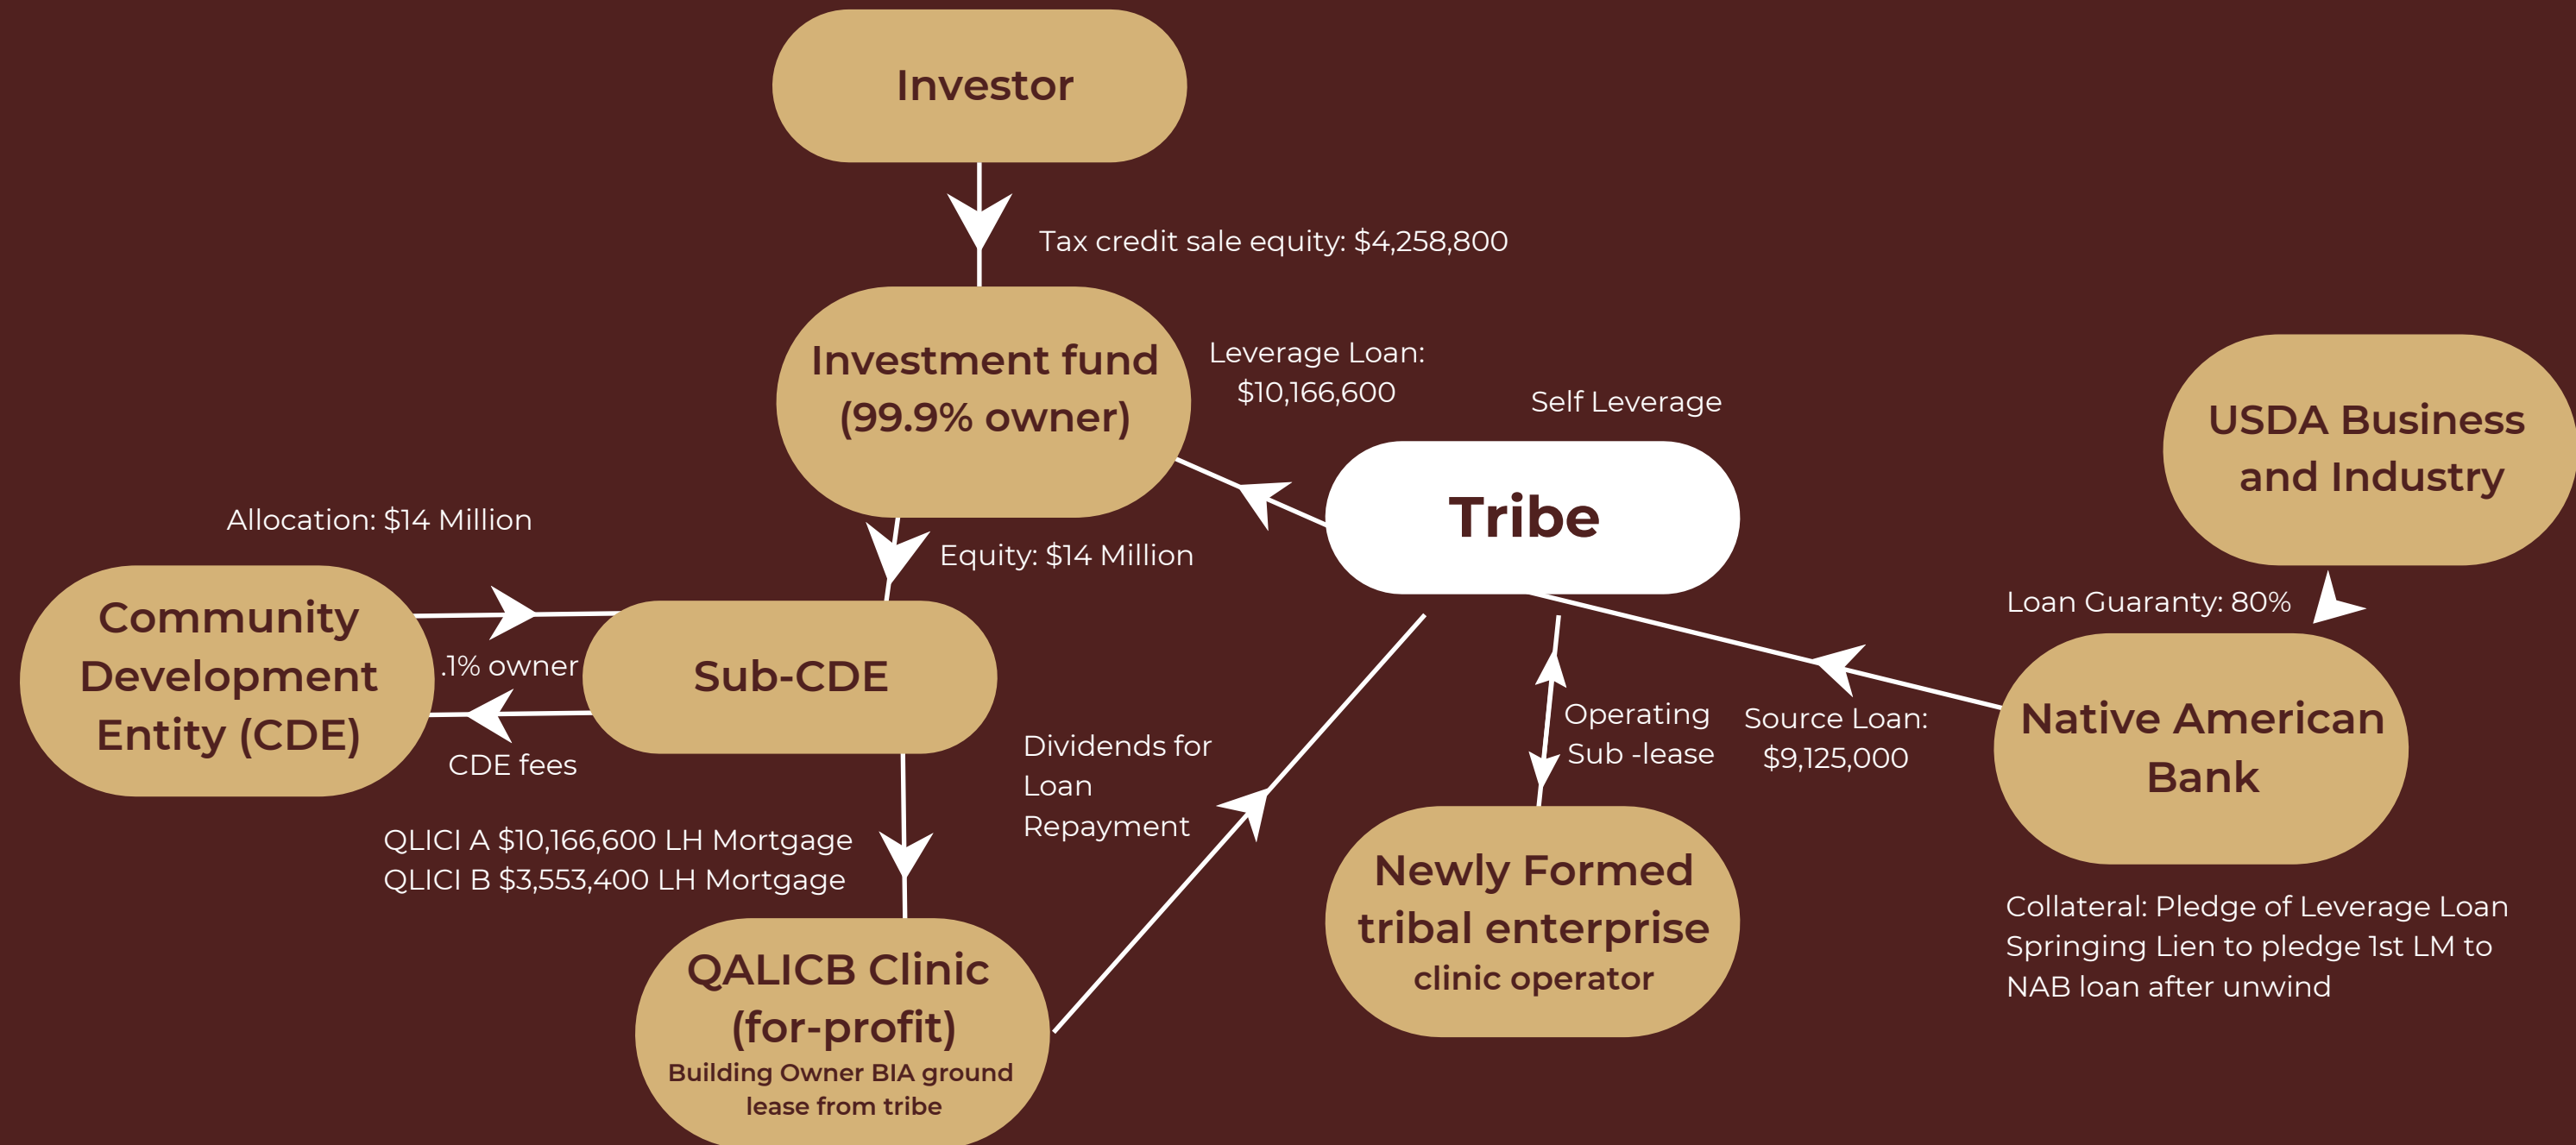 Investor
Tax credit sale equity: $4,258,800
Investment fund
(99.9% owner)
Leverage Loan:
$10,166,600
Self Leverage
Tribe
USDA Business
and Industry
Allocation: $14 Million
Equity: $14 Million
Community
Development
Entity (CDE)
.1% owner
CDE fees
Sub-CDE
Loan Guaranty: 80%
Native American
Bank
Operating
Sub -lease
Source Loan:
$9,125,000
Dividends for
Loan
Repayment
QLICI A $10,166,600 LH Mortgage
QLICI B $3,553,400 LH Mortgage
Newly Formed
tribal enterprise
clinic operator
Collateral: Pledge of Leverage Loan
Springing Lien to pledge 1st LM to
NAB loan after unwind
QALICB Clinic
(for-profit)
Building Owner BIA ground
lease from tribe